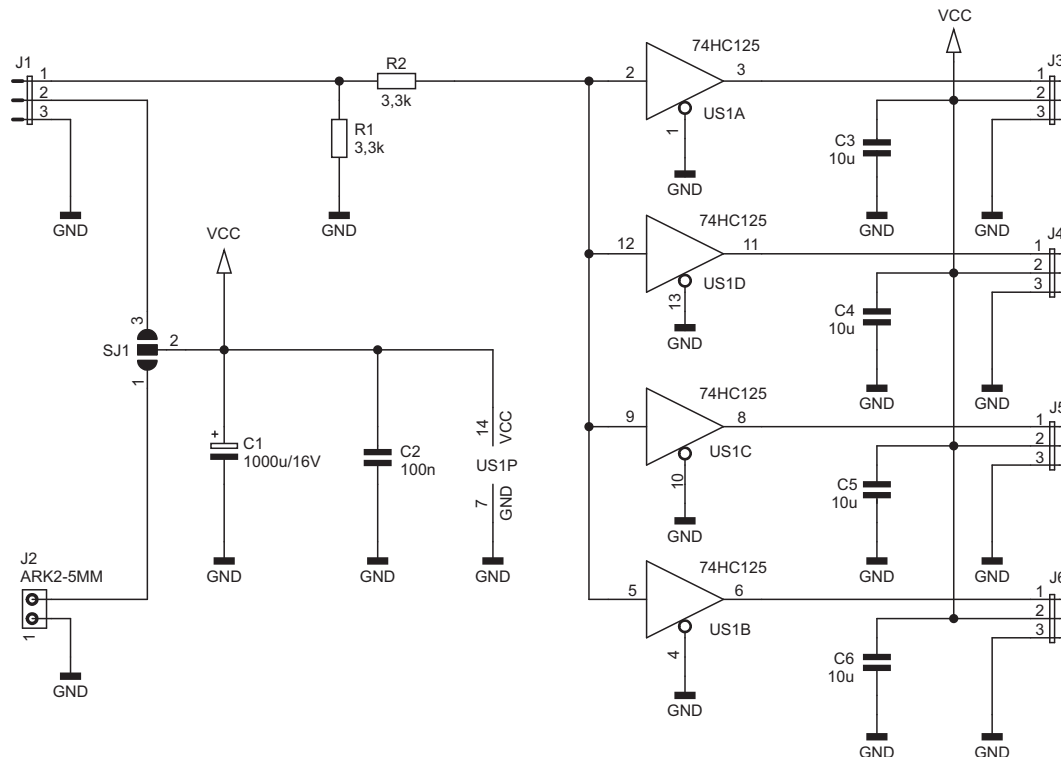 VCC
J1
1
2
3
R2
3,3k
R1
3,3k
GND
GND
VCC
3
SJ1
2
1
+
C1
1000u/16V
C2
100n
14
VCC
US1P
7
GND
GND
GND
GND
J2
ARK2-5MM
1
GND
74HC125
2
3
US1A
1
GND
74HC125
12
11
US1D
13
GND
74HC125
9
8
US1C
10
GND
74HC125
5
6
US1B
4
GND
J3
1
2
3
C3
10u
GND
GND
J4
1
2
3
C4
10u
GND
GND
J5
1
2
3
C5
10u
GND
GND
J6
1
2
3
C6
10u
GND
GND